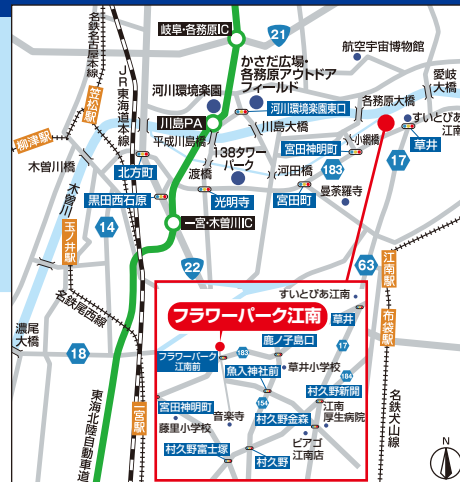 岐阜・各務原IC
21
航空宇宙博物館
名鉄名古屋本線
笠松駅
JR東海道本線
河川環境楽園
かさだ広場・
各務原アウトドア
フィールド
愛岐
大橋
河川環境楽園東口
各務原大橋
すいとぴあ
江南
柳津駅
川島PA
平成川島橋
川島大橋
小網橋
草井
木曽川橋
138タワー
パーク
宮田神明町
183
17
北方町
渡橋
河田橋
木曽川
黒田西石原
光明寺
宮田町
曼荼羅寺
玉ノ井駅
14
一宮・木曽川IC
22
63
江南駅
名鉄尾西線
すいとぴあ江南
フラワーパーク江南
草井
布袋駅
濃尾
大橋
18
鹿ノ子島口
17
フラワーパーク
江南前
183
草井小学校
魚入神社前
184
村久野新開
154
宮田神明町
音楽寺
村久野金森
江南
厚生病院
藤里小学校
ピアゴ
江南店
村久野富士塚
村久野
一宮駅
東海北陸自動車道
名鉄犬山線
N